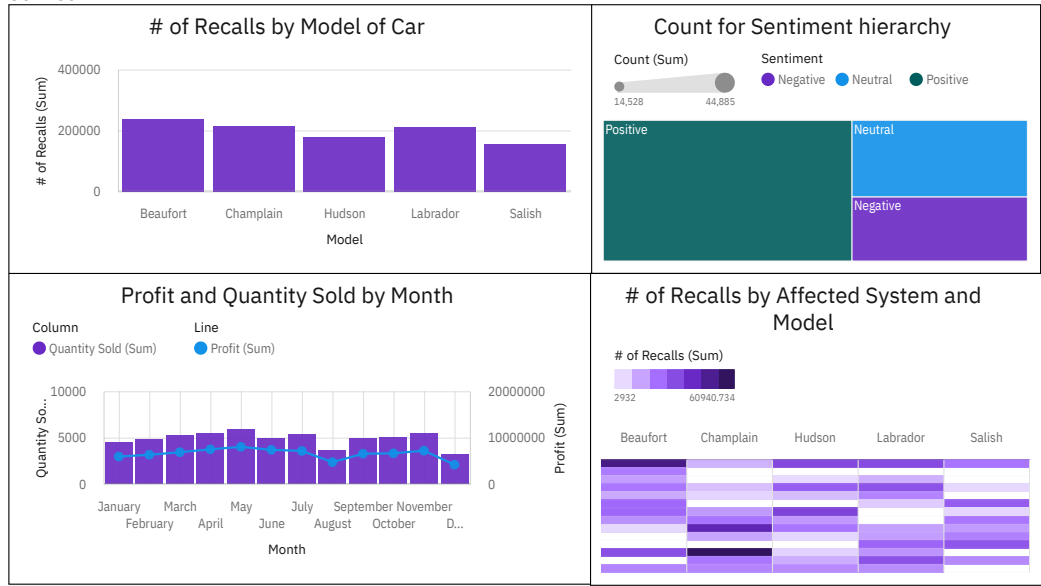 # of Recalls by Model of Car
# of Recalls (Sum)
400000
200000
0
Beaufort Champlain Hudson Labrador Salish
Model
Count for Sentiment hierarchy
Count (Sum)
14,528 44,885
Sentiment
Negative Neutral Positive
Positive
Neutral
Negative
Profit and Quantity Sold by Month
Column
Quantity Sold (Sum)
Line
Profit (Sum)
Quantity So...
10000
5000
0
20000000
10000000
0
Profit (Sum)
January March May July September November
February April June August October D...
Month
# of Recalls by Affected System and
Model
# of Recalls (Sum)
2932 60940.734
Beaufort Champlain Hudson Labrador Salish